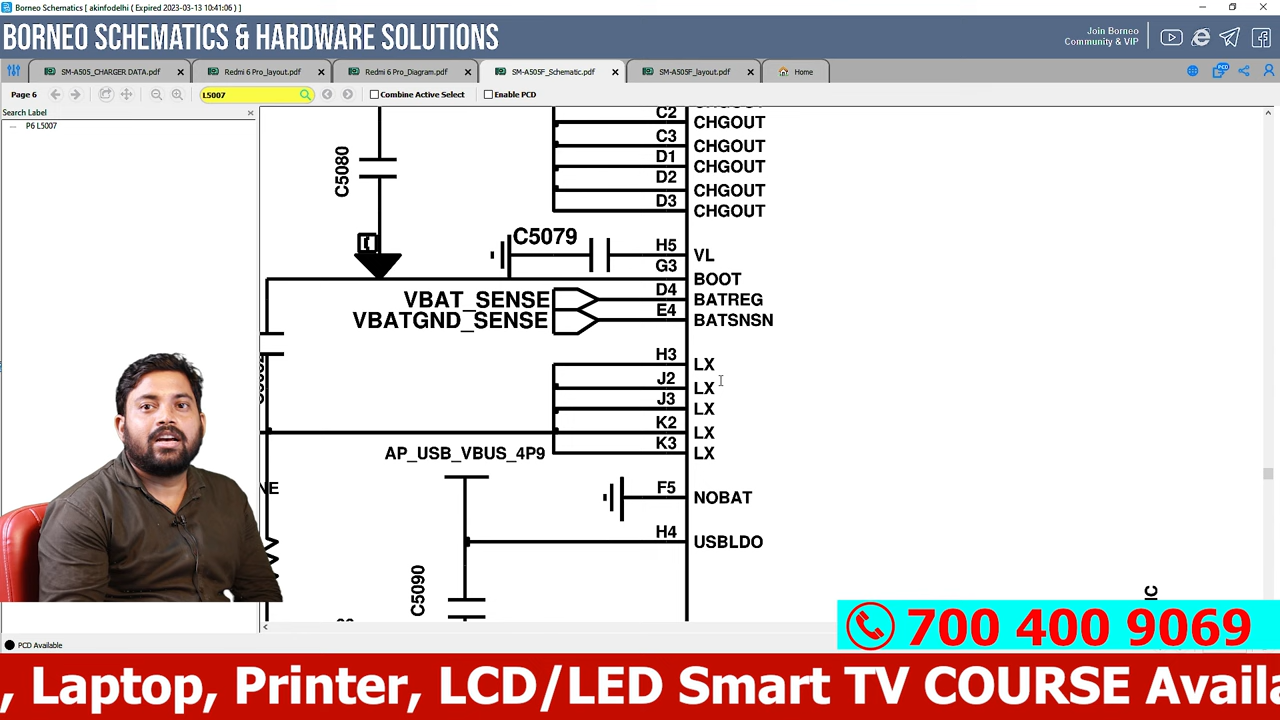 Borneo Schematics [ akinfodelhi ( Expired 2023-03-13 10:41:06 ) ]
BORNEO SCHEMATICS & HARDWARE SOLUTIONS
Join Borneo
Community & VIP
SM-A505_CHARGER DATA.pdf
Redmi 6 Pro_layout.pdf
Redmi 6 Pro_Diagram.pdf
SM-A505F_Schematic.pdf
SM-A505F_layout.pdf
Home
Page 6
L5007
Combine Active Select
Enable PCD
Search Label
P6 L5007
C2 CHGOUT
C3 CHGOUT
D1 CHGOUT
D2 CHGOUT
D3 CHGOUT
C5080
C5079
H5 VL
G3 BOOT
VBAT_SENSE D4 BATREG
VBATGND_SENSE E4 BATSNSN
H3 LX
J2 LX
J3 LX
K2 LX
K3 LX
AP_USB_VBUS_4P9
F5 NOBAT
H4 USBLDO
C5090
IC
PCD Available
700 400 9069
, Laptop, Printer, LCD/LED Smart TV COURSE Availa